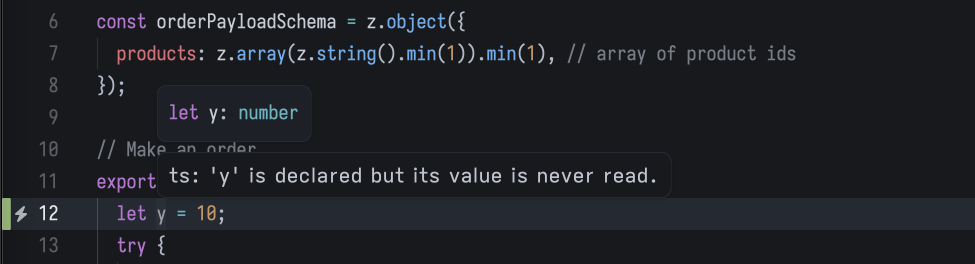 6 const orderPayloadSchema = z.object({
7 products: z.array(z.string().min(1)).min(1), // array of product ids
8 });
let y: number
9
10 // Make an order
ts: 'y' is declared but its value is never read.
11 export
12 let y = 10;
13 try {